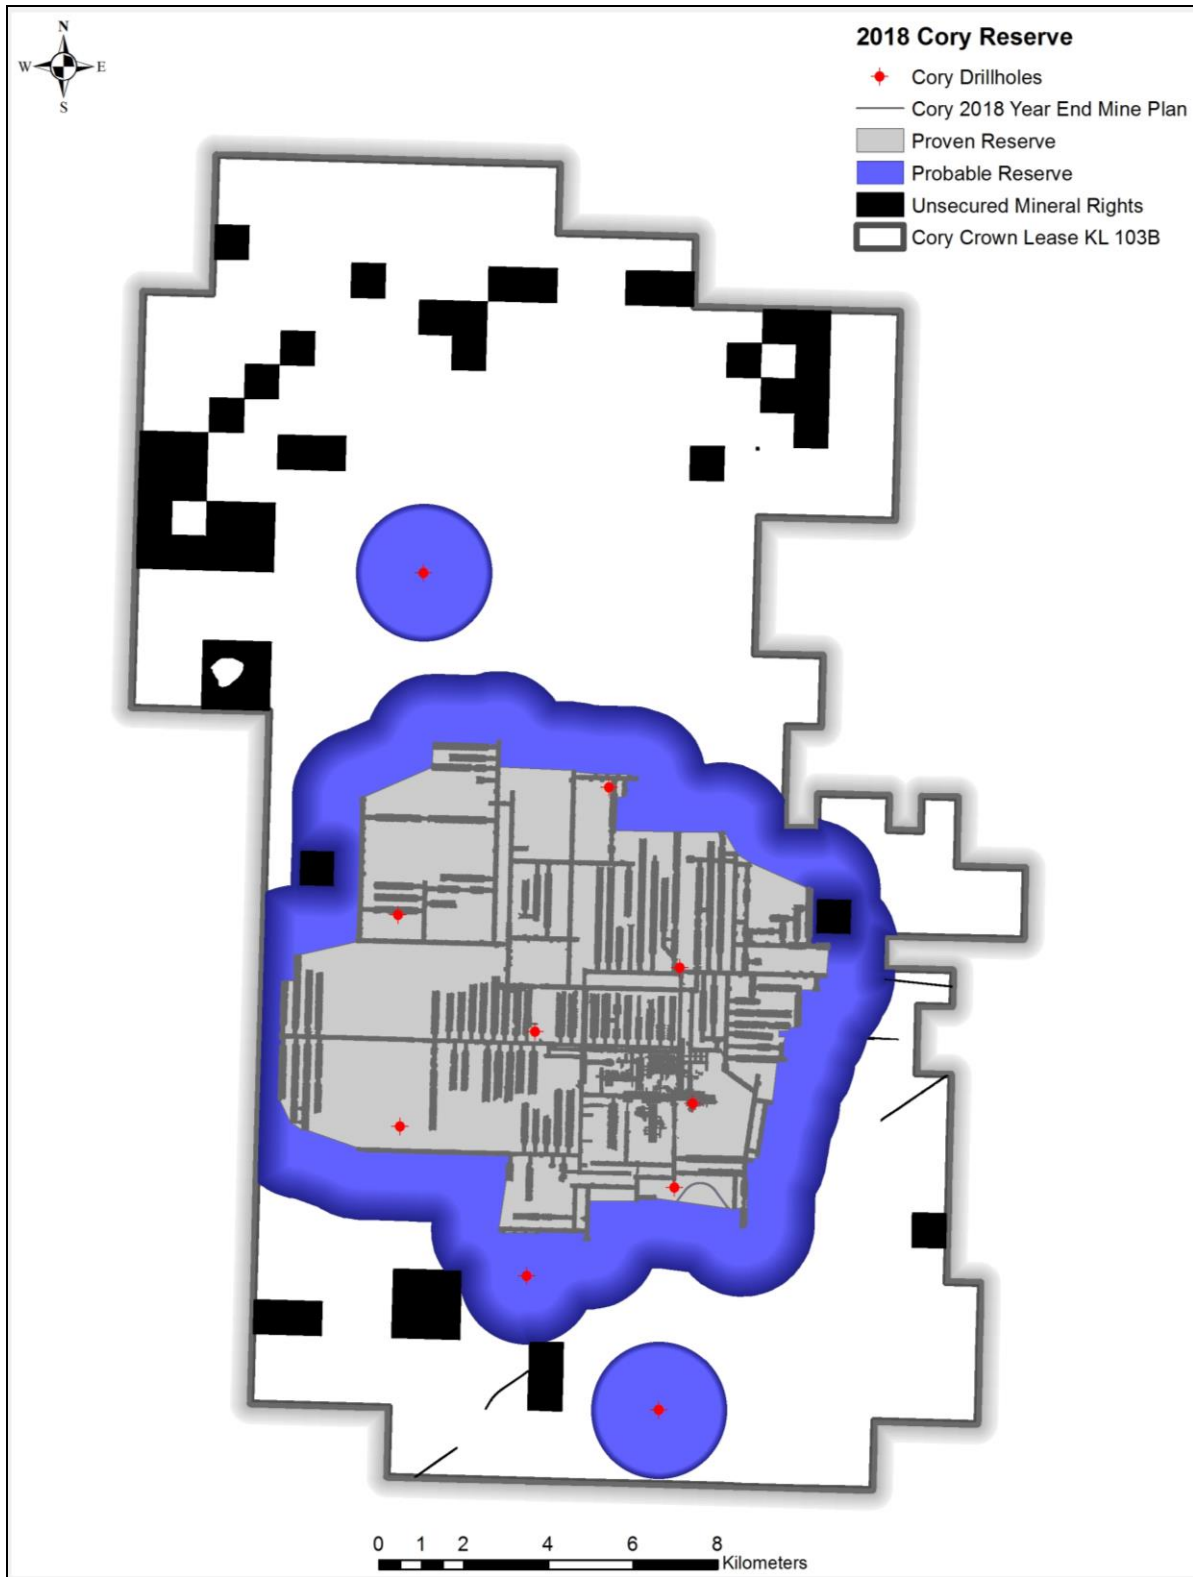 N
W E
S
2018 Cory Reserve
Cory Drillholes
Cory 2018 Year End Mine Plan
Proven Reserve
Probable Reserve
Unsecured Mineral Rights
Cory Crown Lease KL 103B
0 1 2 4 6 8
Kilometers